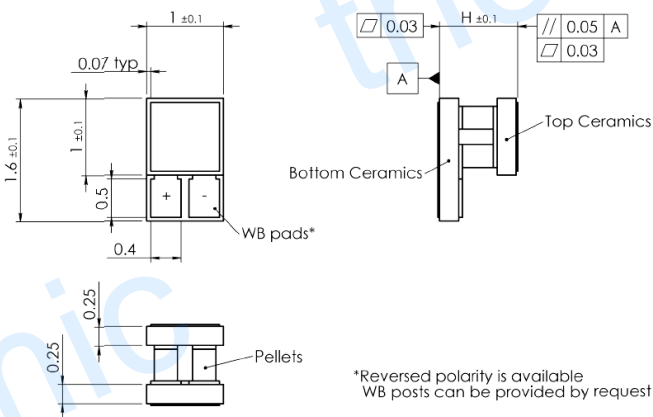 1 ±0.1
0.07 typ
1.6 ±0.1
1 ±0.1
0.5
0.4
+
-
WB pads*
▱ 0.03
H ±0.1
// 0.05 A
▱ 0.03
A
Top Ceramics
Bottom Ceramics
0.25
0.25
Pellets
*Reversed polarity is available
WB posts can be provided by request